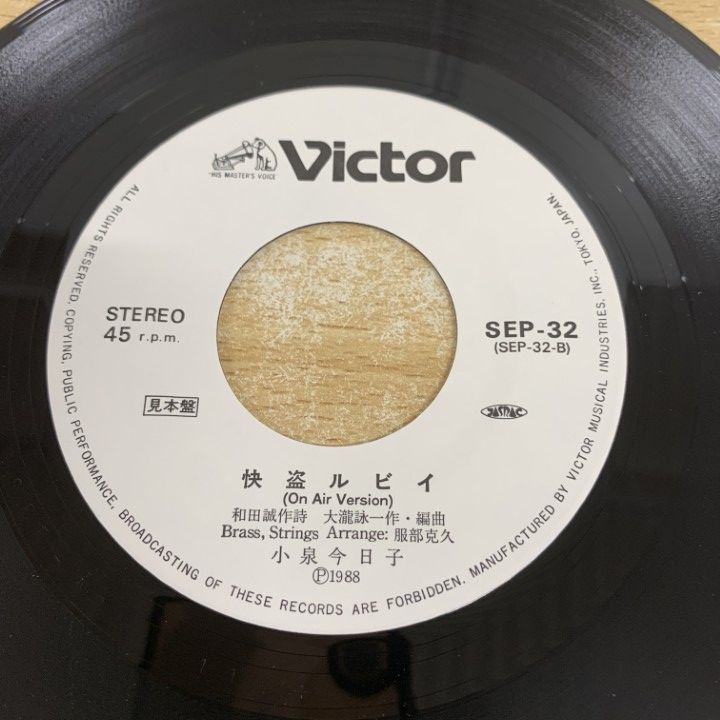 "HIS MASTER'S VOICE"
Victor
STEREO
45 r.p.m.
SEP-32
(SEP-32-B)
見本盤
JASRAC
快盗ルビイ
(On Air Version)
和田誠作詩 大瀧詠一作・編曲
Brass, Strings Arrange: 服部克久
小泉今日子
Ⓟ1988
ALL RIGHTS RESERVED. COPYING, PUBLIC PERFORMANCE, BROADCASTING OF THESE RECORDS ARE FORBIDDEN. MANUFACTURED BY VICTOR MUSICAL INDUSTRIES, INC., TOKYO, JAPAN.